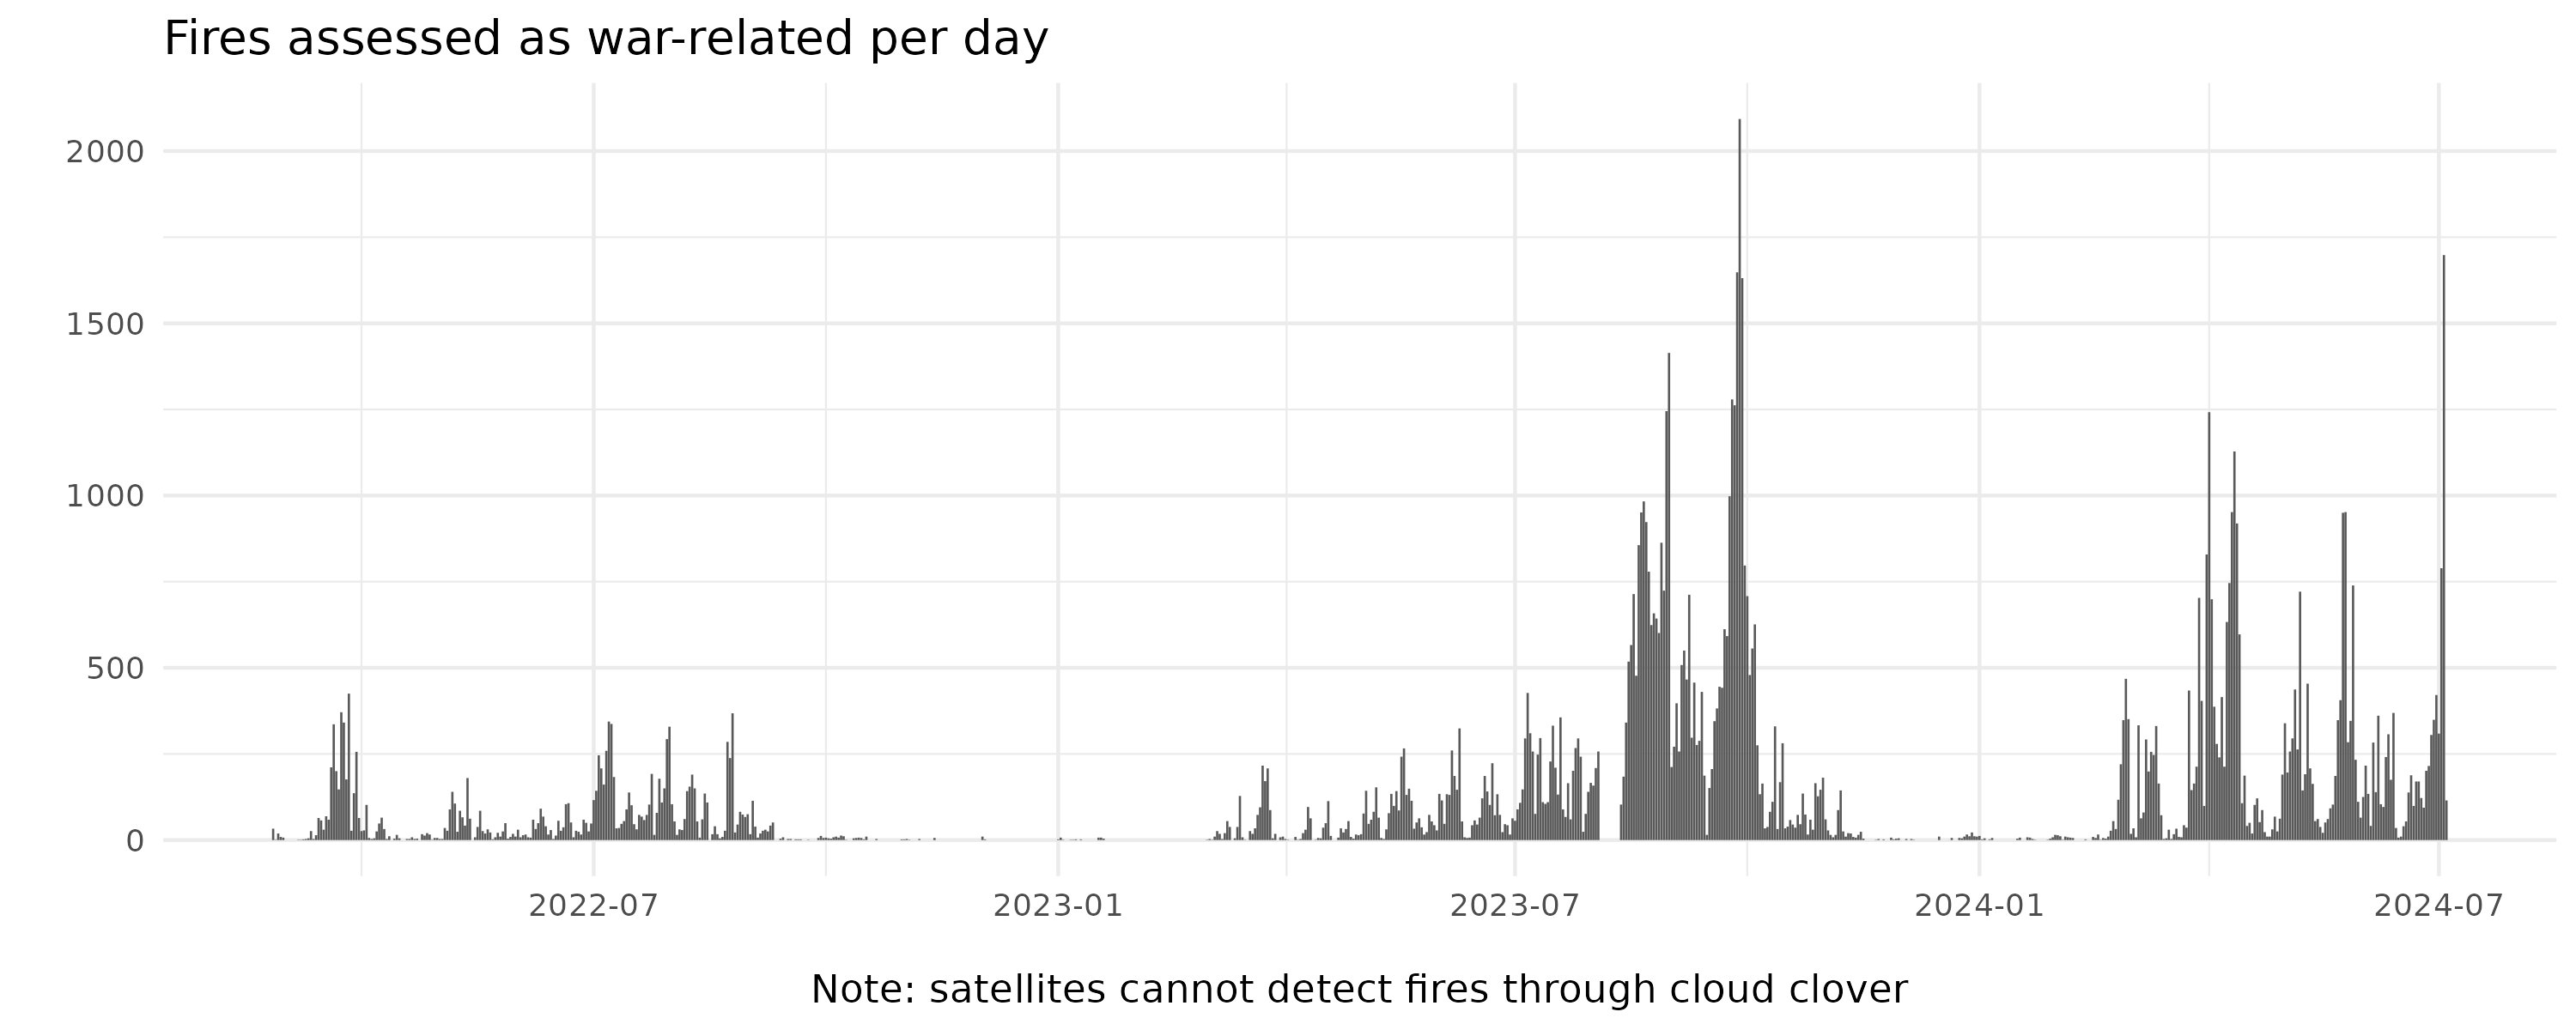 Fires assessed as war-related per day
2000
1500
1000
500
0
2022-07 2023-01 2023-07 2024-01 2024-07
Note: satellites cannot detect fires through cloud clover